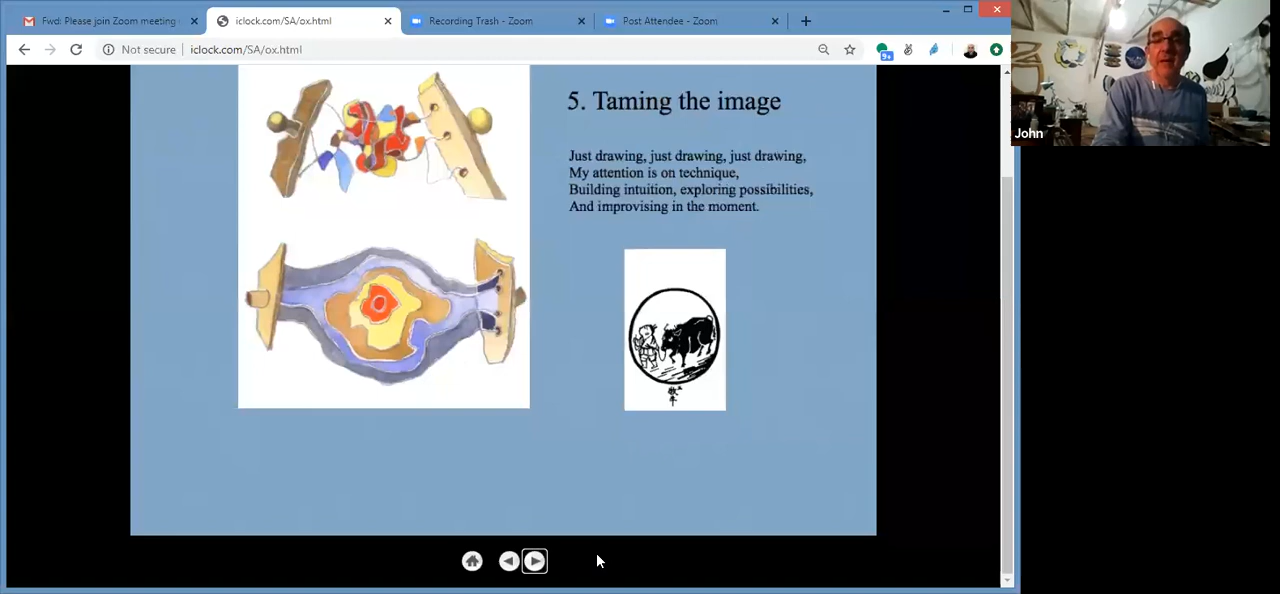 Fwd: Please join Zoom meeting
iclock.com/SA/ox.html
Recording Trash - Zoom
Post Attendee - Zoom
Not secure
iclock.com/SA/ox.html
9+
John
5. Taming the image
Just drawing, just drawing, just drawing,
My attention is on technique,
Building intuition, exploring possibilities,
And improvising in the moment.